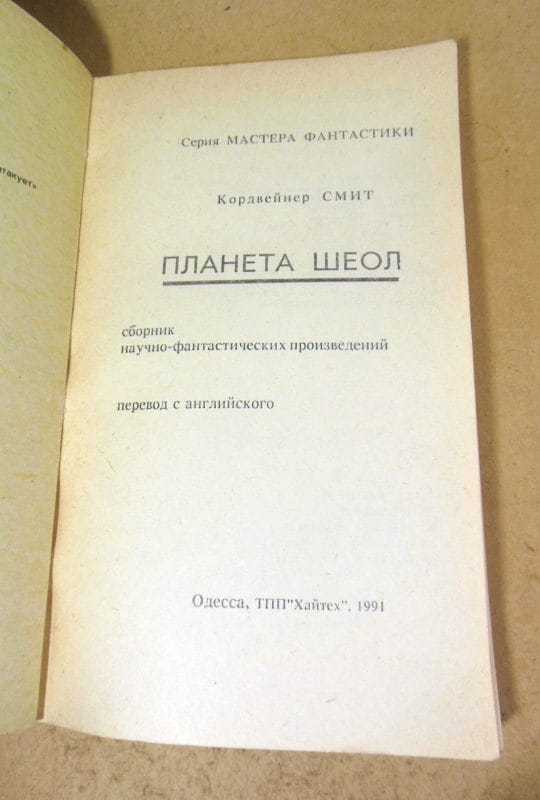 Серия МАСТЕРА ФАНТАСТИКИ
Кордвейнер СМИТ
ПЛАНЕТА ШЕОЛ
сборник
научно-фантастических произведений
перевод с английского
Одесса, ТПП"Хайтех", 1991